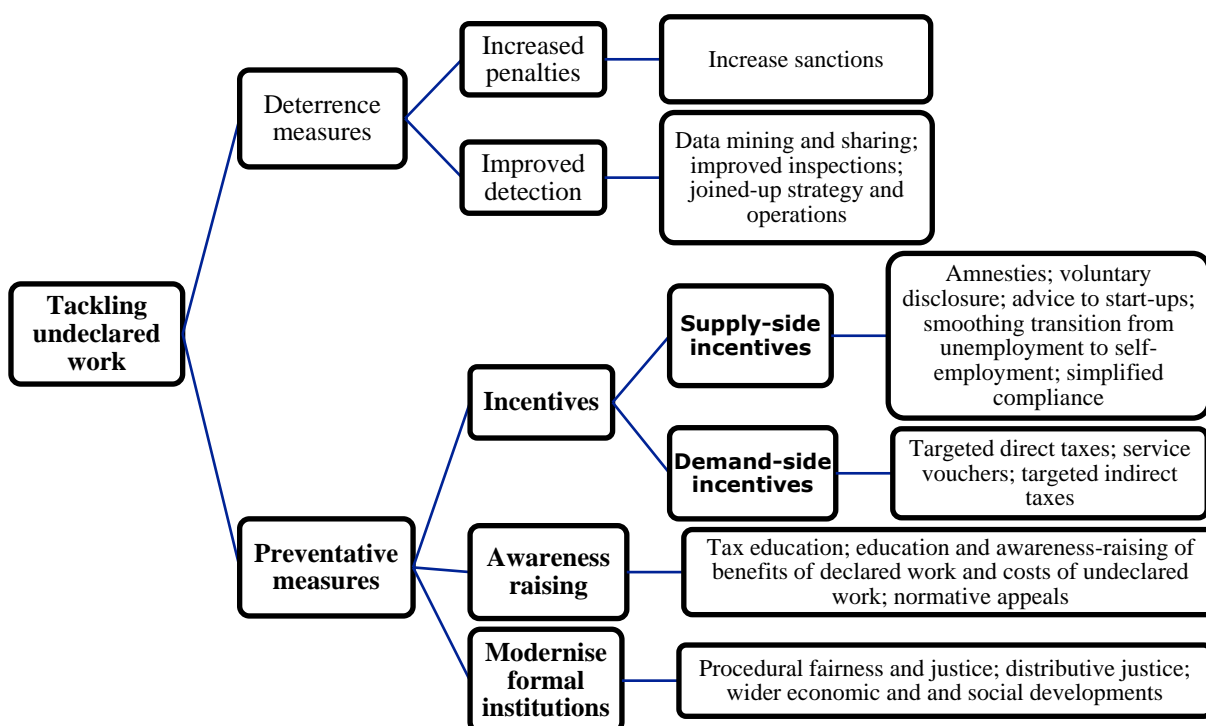 Tackling
undeclared
work
Deterrence
measures
Increased
penalties
Increase sanctions
Improved
detection
Data mining and sharing;
improved inspections;
joined-up strategy and
operations
Preventative
measures
Incentives
Supply-side
incentives
Amnesties; voluntary
disclosure; advice to start-ups;
smoothing transition from
unemployment to self-
employment; simplified
compliance
Demand-side
incentives
Targeted direct taxes; service
vouchers; targeted indirect
taxes
Awareness
raising
Tax education; education and awareness-raising of
benefits of declared work and costs of undeclared
work; normative appeals
Modernise
formal
institutions
Procedural fairness and justice; distributive justice;
wider economic and and social developments